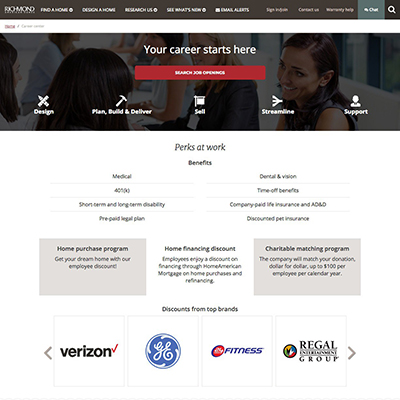 RICHMOND
FIND A HOME
DESIGN A HOME
RESEARCH US
SEE WHAT'S NEW
EMAIL ALERTS
Sign in/Join
Contact us
Warranty help
Chat
Home
Career center
Your career starts here
SEARCH JOB OPENINGS
Design
Plan, Build & Deliver
Sell
Streamline
Support
Perks at work
Benefits
Medical
Dental & vision
401(k)
Time-off benefits
Short-term and long-term disability
Company-paid life insurance and AD&D
Pre-paid legal plan
Discounted pet insurance
Home purchase program
Get your dream home with our
employee discount!
Home financing discount
Employees enjoy a discount on
financing through HomeAmerican
Mortgage on home purchases and
refinancing.
Charitable matching program
The company will match your donation,
dollar for dollar, up to $100 per
employee per calendar year.
Discounts from top brands
verizon
GE
FITNESS
REGAL
ENTERTAINMENT
GROUP